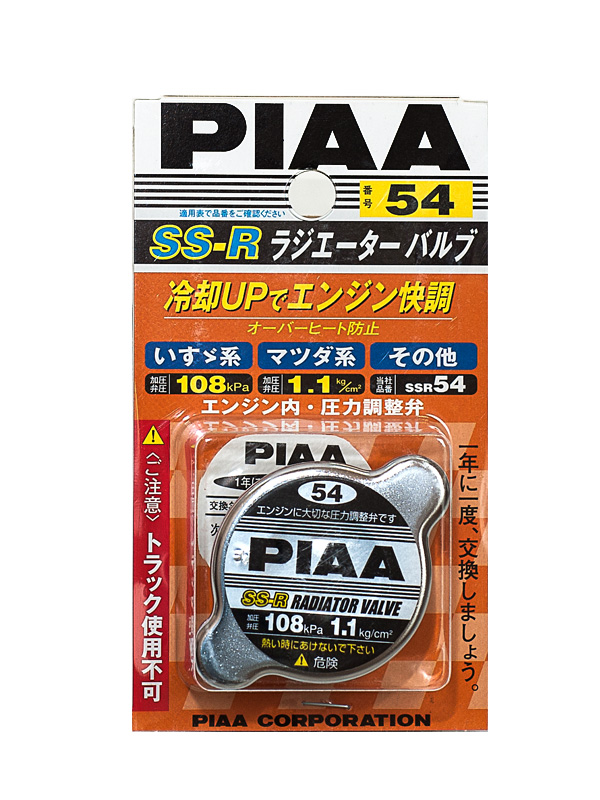 PIAA
番号 54
適用表で品番をご確認ください
SS-R ラジエーター バルブ
冷却UPでエンジン快調
オーバーヒート防止
いすゞ系 マツダ系 その他
加圧弁圧 108kPa 加圧弁圧 1.1kg/cm² 当社品番 SSR54
エンジン内・圧力調整弁
⚠〈ご注意〉トラック使用不可
一年に一度、交換しましょう。
PIAA
1年に
交換
次
54
エンジンに大切な圧力調整弁です
PIAA
SS-R RADIATOR VALVE
加圧弁圧 108kPa 1.1kg/cm²
熱い時にあけないで下さい
⚠危険
PIAA CORPORATION